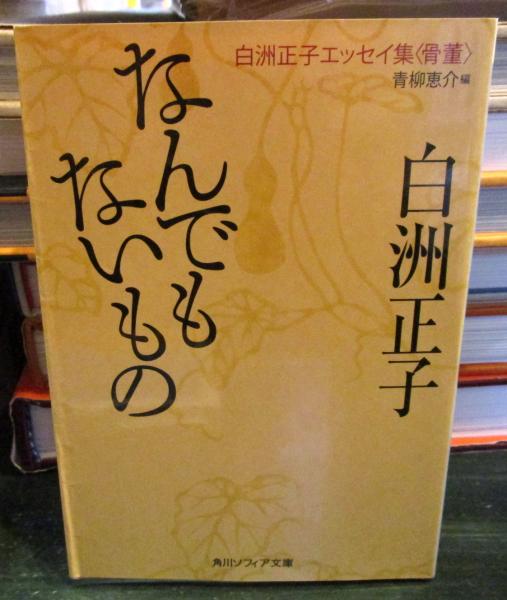 白洲正子エッセイ集〈骨董〉
青柳恵介編
白洲正子
なんでも
ないもの
角川ソフィア文庫